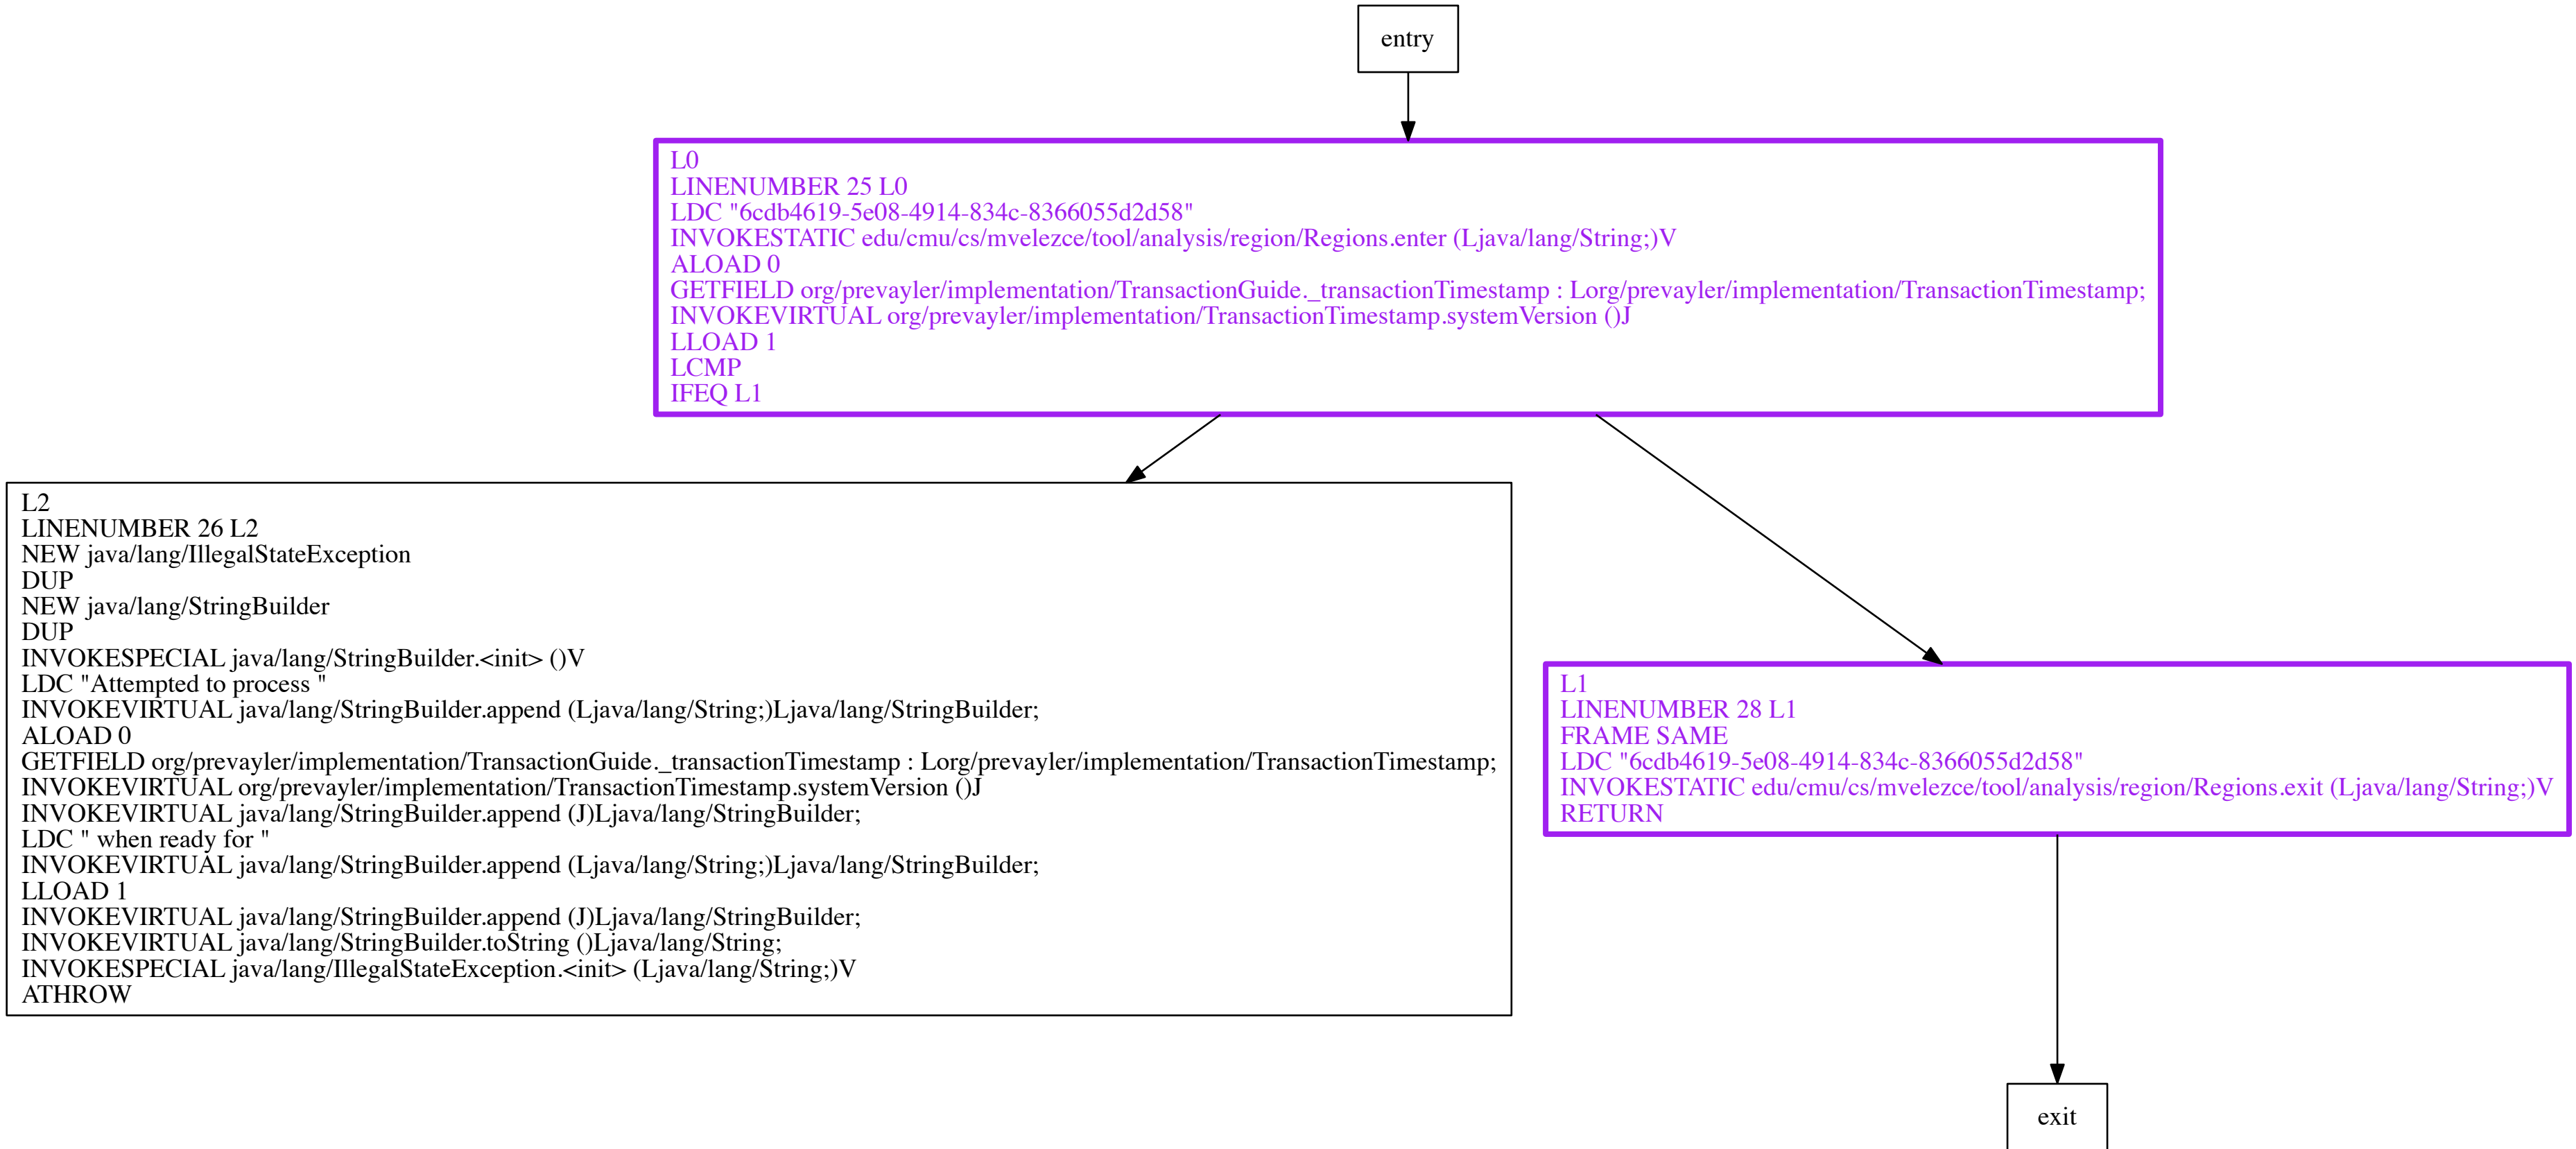 entry
L0
LINENUMBER 25 L0
LDC "6cdb4619-5e08-4914-834c-8366055d2d58"
INVOKESTATIC edu/cmu/cs/mvelezce/tool/analysis/region/Regions.enter (Ljava/lang/String;)V
ALOAD 0
GETFIELD org/prevayler/implementation/TransactionGuide._transactionTimestamp : Lorg/prevayler/implementation/TransactionTimestamp;
INVOKEVIRTUAL org/prevayler/implementation/TransactionTimestamp.systemVersion ()J
LLOAD 1
LCMP
IFEQ L1
L2
LINENUMBER 26 L2
NEW java/lang/IllegalStateException
DUP
NEW java/lang/StringBuilder
DUP
INVOKESPECIAL java/lang/StringBuilder.<init> ()V
LDC "Attempted to process "
INVOKEVIRTUAL java/lang/StringBuilder.append (Ljava/lang/String;)Ljava/lang/StringBuilder;
ALOAD 0
GETFIELD org/prevayler/implementation/TransactionGuide._transactionTimestamp : Lorg/prevayler/implementation/TransactionTimestamp;
INVOKEVIRTUAL org/prevayler/implementation/TransactionTimestamp.systemVersion ()J
INVOKEVIRTUAL java/lang/StringBuilder.append (J)Ljava/lang/StringBuilder;
LDC " when ready for "
INVOKEVIRTUAL java/lang/StringBuilder.append (Ljava/lang/String;)Ljava/lang/StringBuilder;
LLOAD 1
INVOKEVIRTUAL java/lang/StringBuilder.append (J)Ljava/lang/StringBuilder;
INVOKEVIRTUAL java/lang/StringBuilder.toString ()Ljava/lang/String;
INVOKESPECIAL java/lang/IllegalStateException.<init> (Ljava/lang/String;)V
ATHROW
L1
LINENUMBER 28 L1
FRAME SAME
LDC "6cdb4619-5e08-4914-834c-8366055d2d58"
INVOKESTATIC edu/cmu/cs/mvelezce/tool/analysis/region/Regions.exit (Ljava/lang/String;)V
RETURN
exit